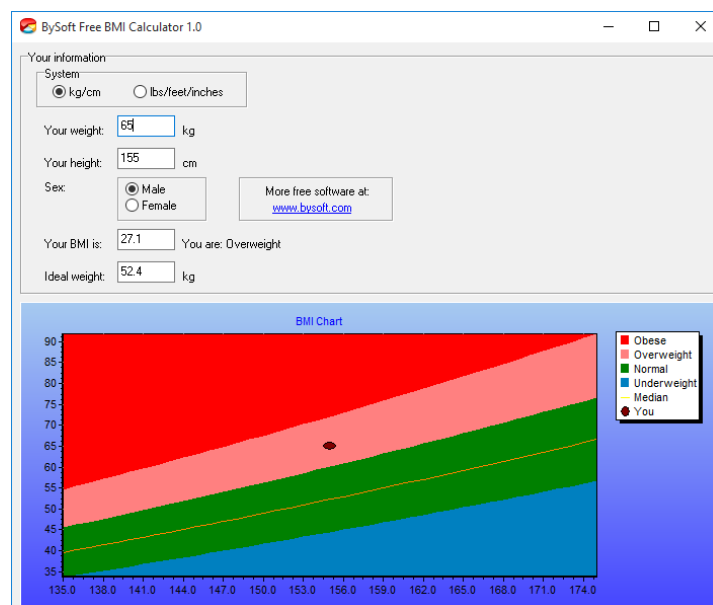 BySoft Free BMI Calculator 1.0
Your information
System
kg/cm lbs/feet/inches
Your weight: 65 kg
Your height: 155 cm
Sex: Male
Female
More free software at:
www.bysoft.com
Your BMI is: 27.1 You are: Overweight
Ideal weight: 52.4 kg
BMI Chart
90
85
80
75
70
65
60
55
50
45
40
35
135.0 138.0 141.0 144.0 147.0 150.0 153.0 156.0 159.0 162.0 165.0 168.0 171.0 174.0
Obese
Overweight
Normal
Underweight
Median
You